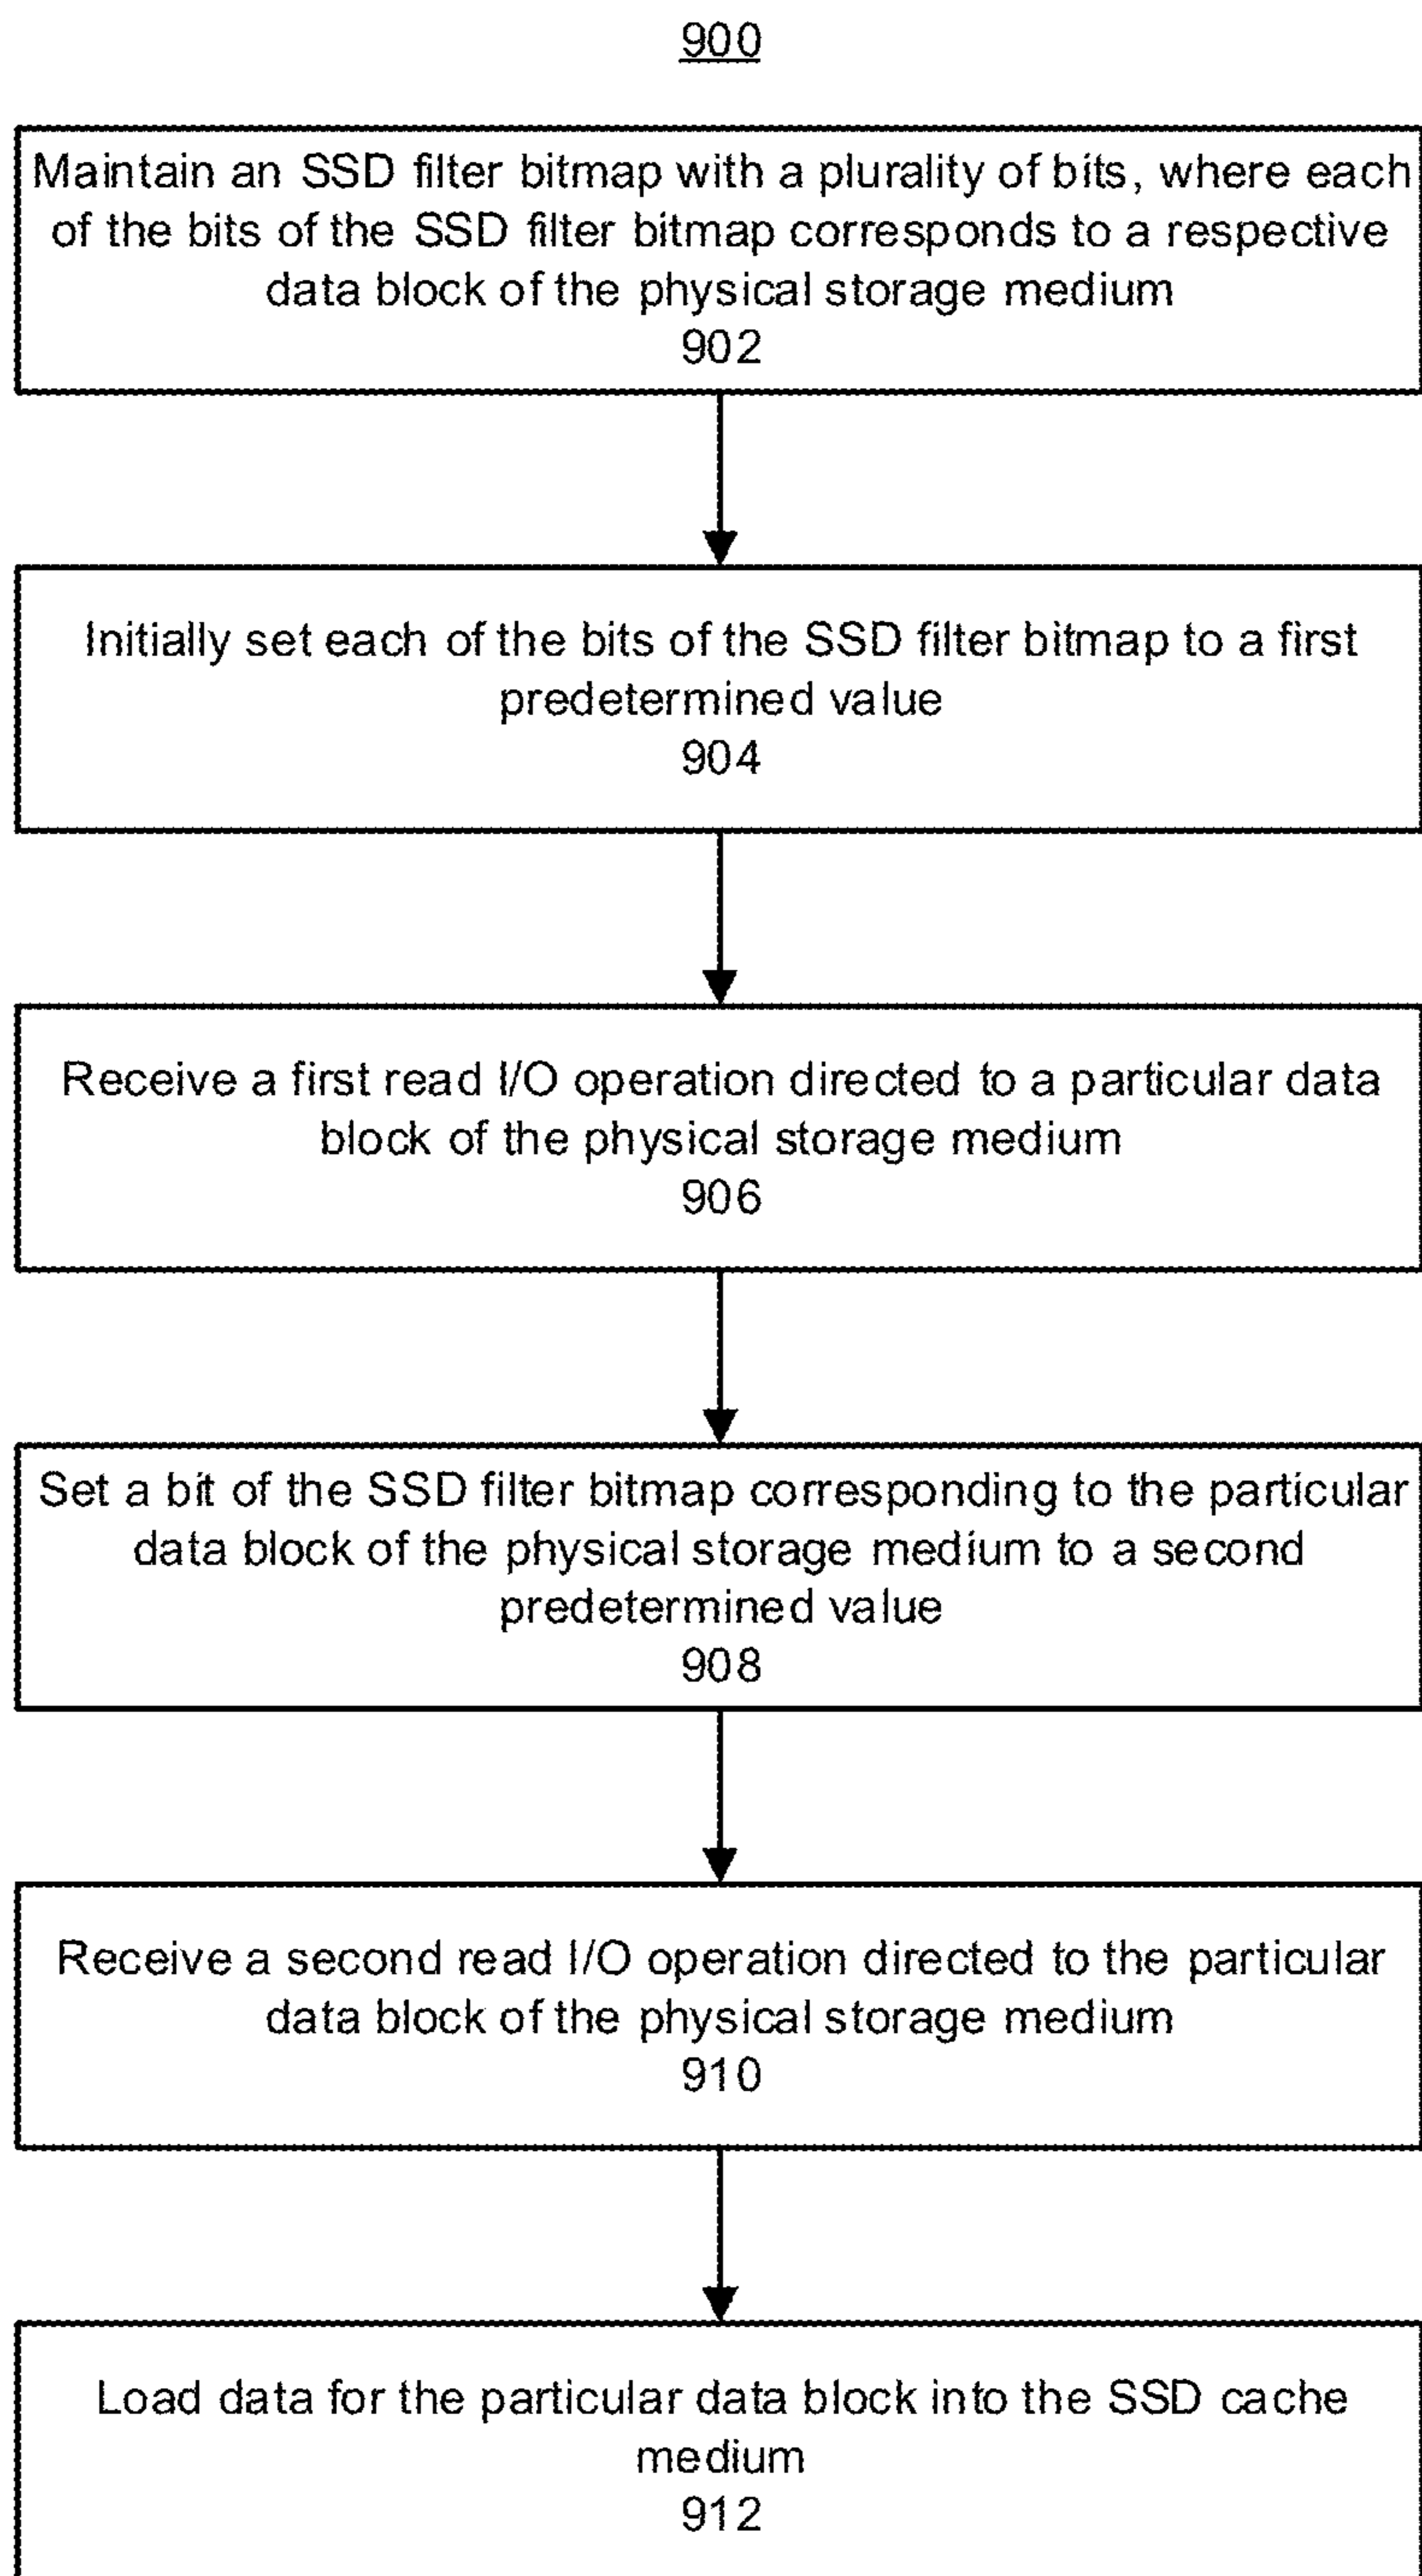 900
Maintain an SSD filter bitmap with a plurality of bits, where each
of the bits of the SSD filter bitmap corresponds to a respective
data block of the physical storage medium
902
Initially set each of the bits of the SSD filter bitmap to a first
predetermined value
904
Receive a first read I/O operation directed to a particular data
block of the physical storage medium
906
Set a bit of the SSD filter bitmap corresponding to the particular
data block of the physical storage medium to a second
predetermined value
908
Receive a second read I/O operation directed to the particular
data block of the physical storage medium
910
Load data for the particular data block into the SSD cache
medium
912